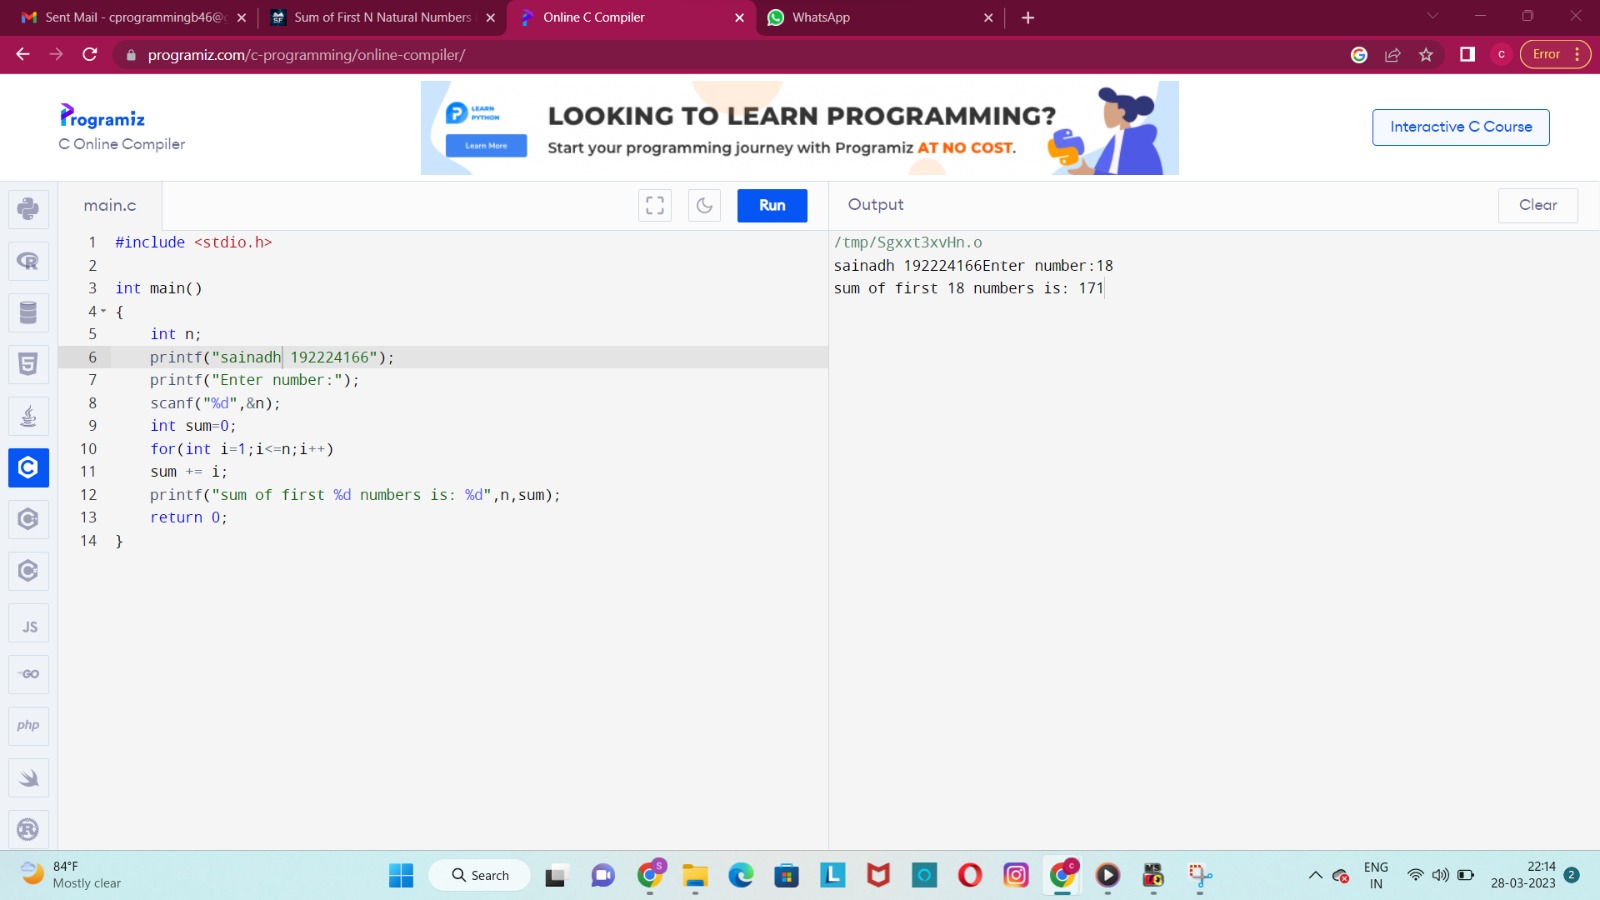 Sent Mail - cprogrammingb46@g
Sum of First N Natural Numbers
Online C Compiler
WhatsApp
programiz.com/c-programming/online-compiler/
c
Error
Programiz
C Online Compiler
LEARN
PYTHON
Learn More
LOOKING TO LEARN PROGRAMMING?
Start your programming journey with Programiz AT NO COST.
Interactive C Course
main.c
Run
Output
Clear
1 #include <stdio.h>
2
3 int main()
4 {
5 int n;
6 printf("sainadh 192224166");
7 printf("Enter number:");
8 scanf("%d",&n);
9 int sum=0;
10 for(int i=1;i<=n;i++)
11 sum += i;
12 printf("sum of first %d numbers is: %d",n,sum);
13 return 0;
14 }
/tmp/Sgxxt3xvHn.o
sainadh 192224166Enter number:18
sum of first 18 numbers is: 171
JS
GO
php
84°F
Mostly clear
Search
ENG
IN
22:14
28-03-2023
2